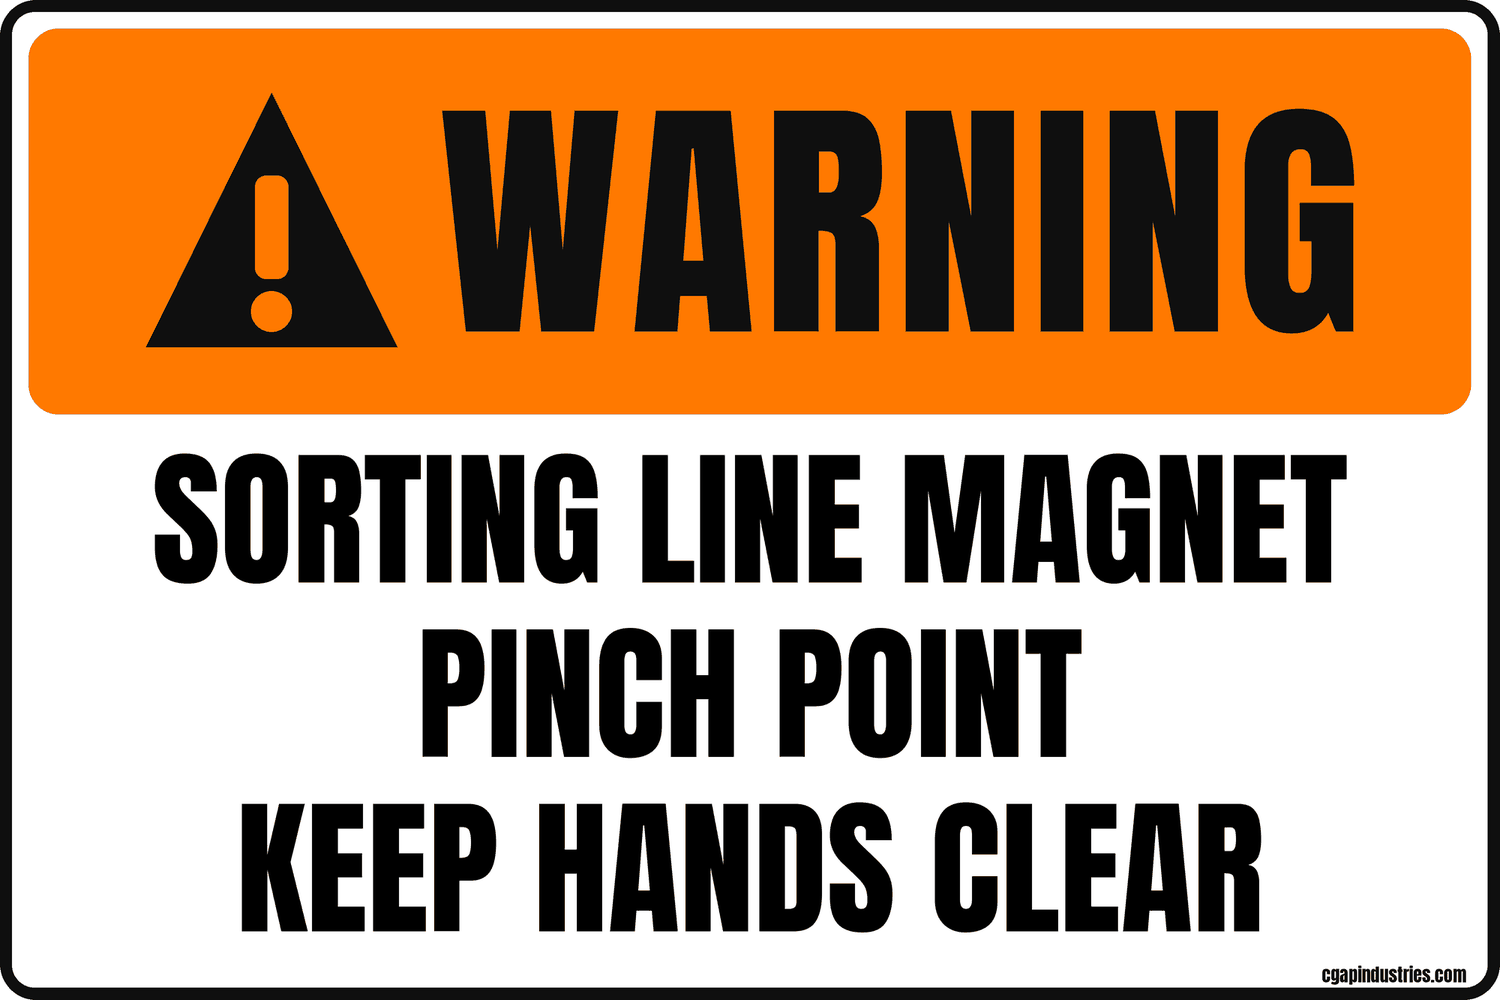 WARNING
SORTING LINE MAGNET
PINCH POINT
KEEP HANDS CLEAR
cgapindustries.com